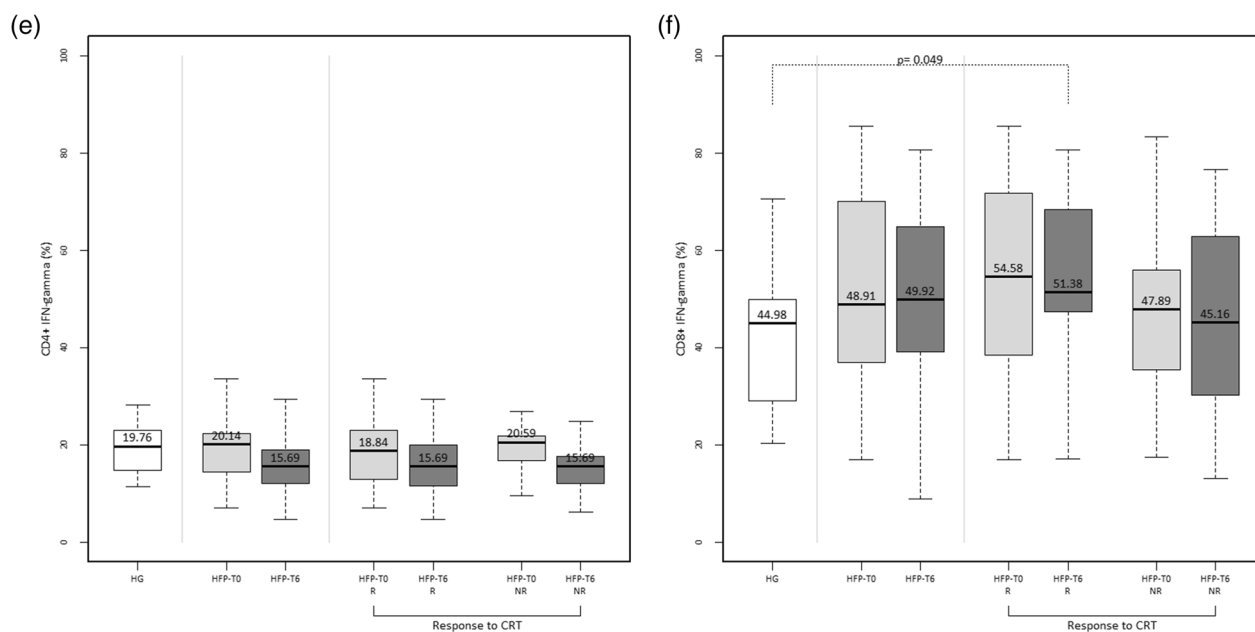 (e)
CD4+ IFN-gamma (%)
100
80
60
40
20
0
19.76
20.14
15.69
18.84
15.69
20.59
15.69
HG
HFP-T0
HFP-T6
HFP-T0
R
HFP-T6
R
HFP-T0
NR
HFP-T6
NR
Response to CRT
(f)
CD8+ IFN-gamma (%)
100
80
60
40
20
0
p= 0.049
44.98
48.91
49.92
54.58
51.38
47.89
45.16
HG
HFP-T0
HFP-T6
HFP-T0
R
HFP-T6
R
HFP-T0
NR
HFP-T6
NR
Response to CRT